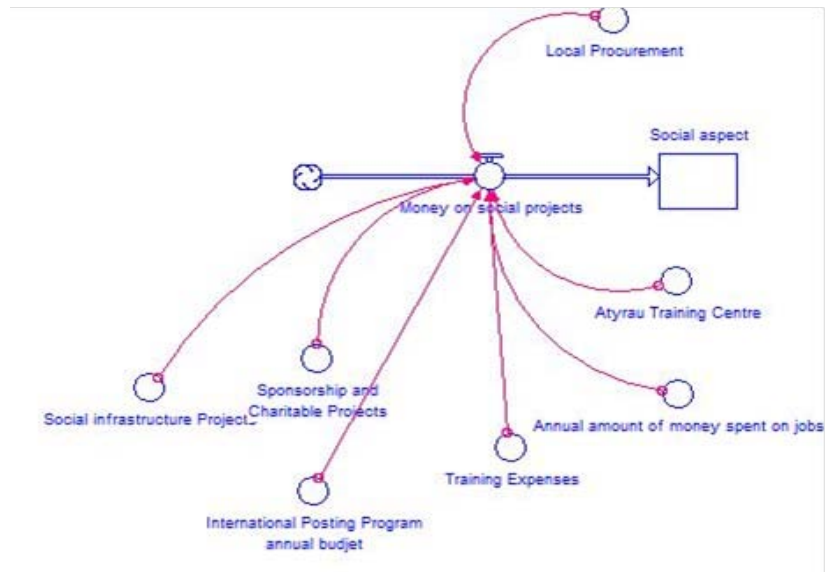 Local Procurement
Social aspect
Money on social projects
Atyrau Training Centre
Sponsorship and
Charitable Projects
Social infrastructure Projects
Annual amount of money spent on jobs
Training Expenses
International Posting Program
annual budjet